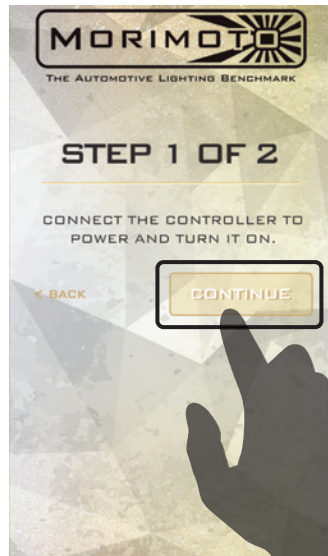 MORIMOTO
THE AUTOMOTIVE LIGHTING BENCHMARK
STEP 1 OF 2
CONNECT THE CONTROLLER TO
POWER AND TURN IT ON.
< BACK
CONTINUE